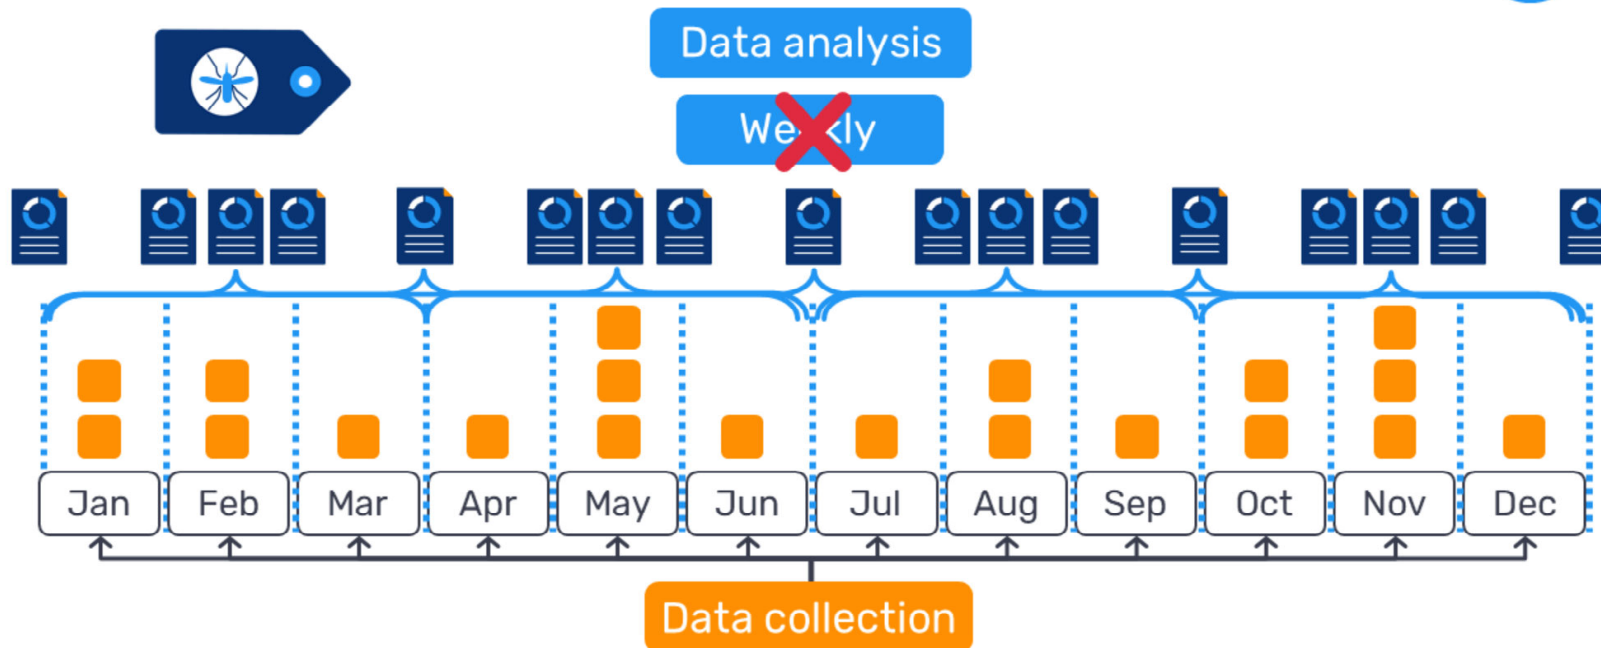 Data analysis
Weekly
Jan Feb Mar Apr May Jun Jul Aug Sep Oct Nov Dec
Data collection